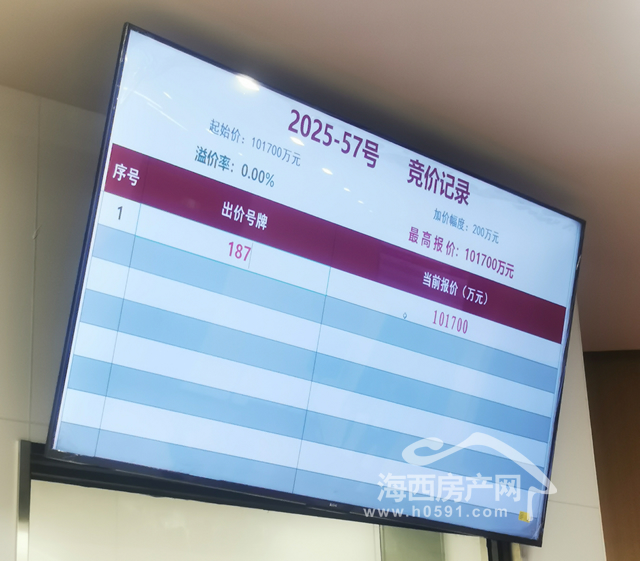 2025-57号 竞价记录
起始价：101700万元 加价幅度：200万元
溢价率：0.00% 最高报价：101700万元
序号 出价号牌 当前报价（万元）
1 187 101700
海西房产网
www.h0591.com